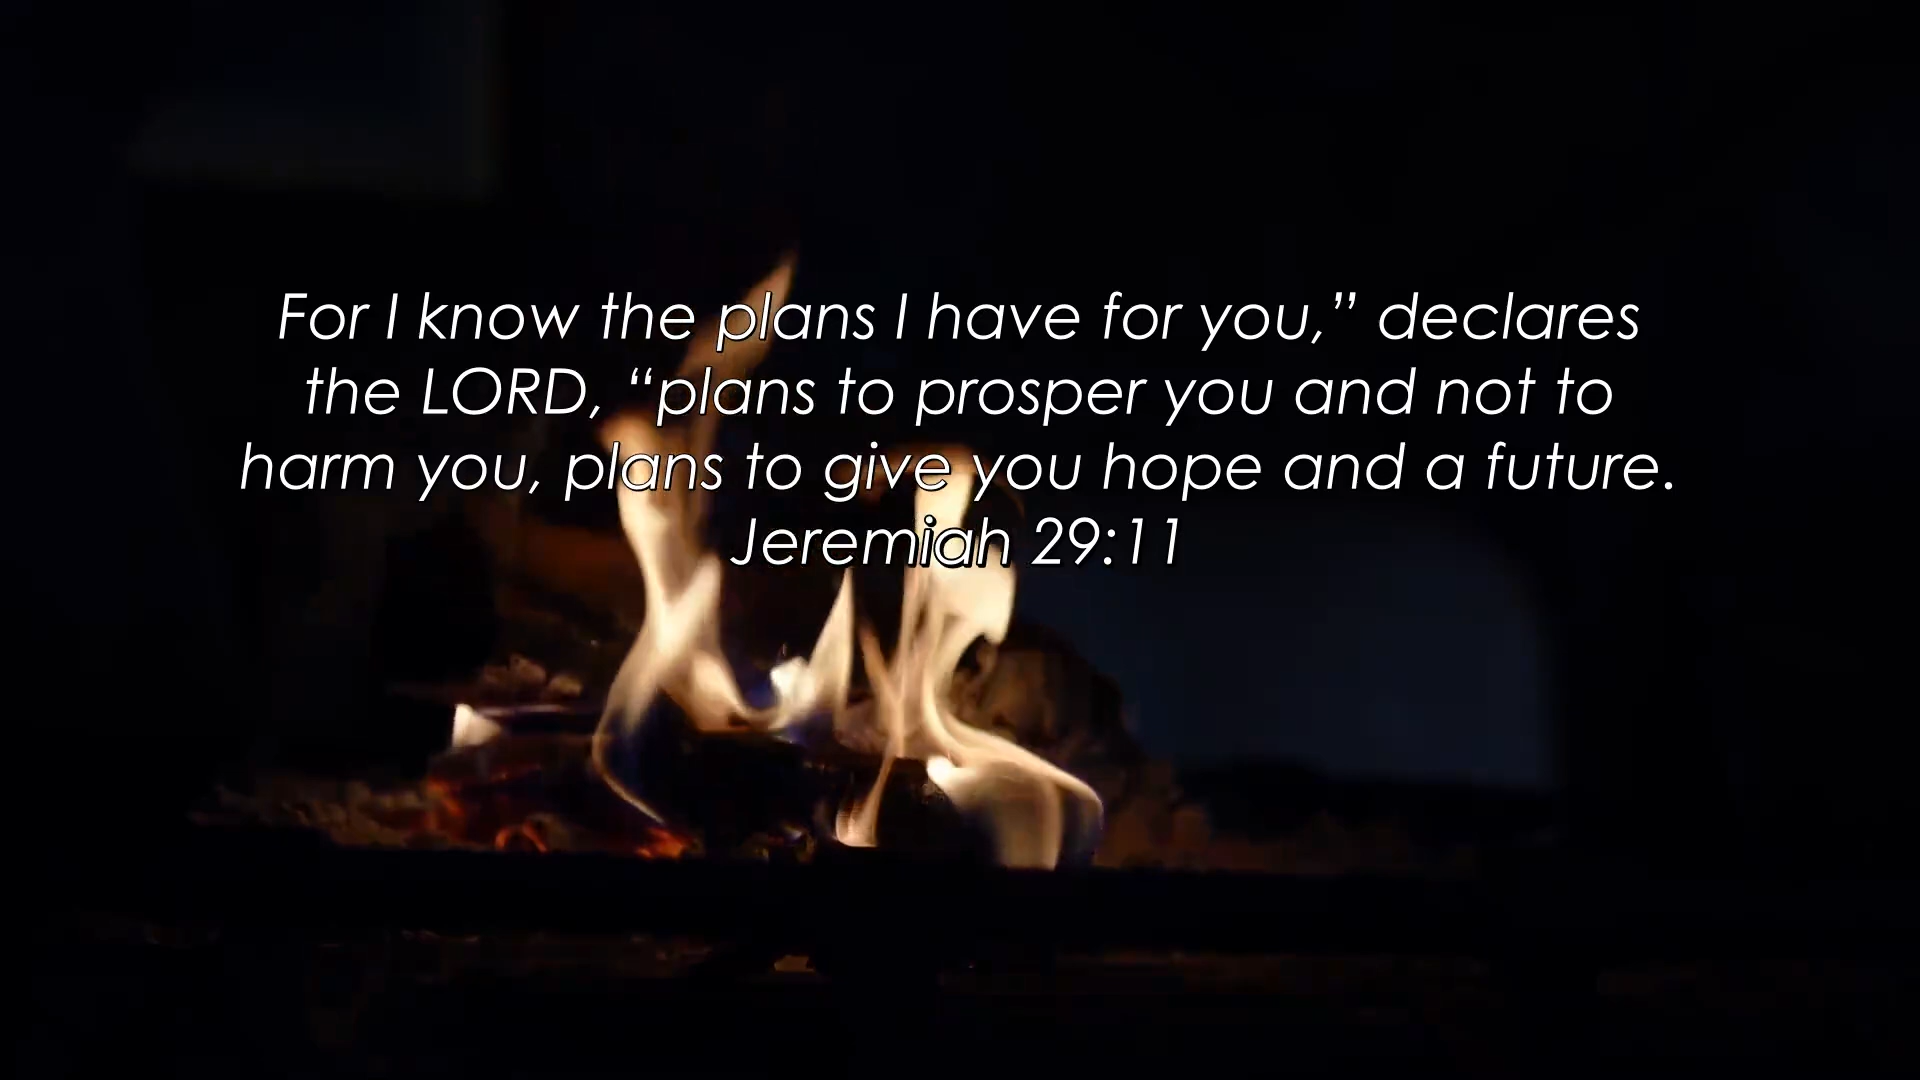 For I know the plans I have for you,” declares
the LORD, “plans to prosper you and not to
harm you, plans to give you hope and a future.
Jeremiah 29:11